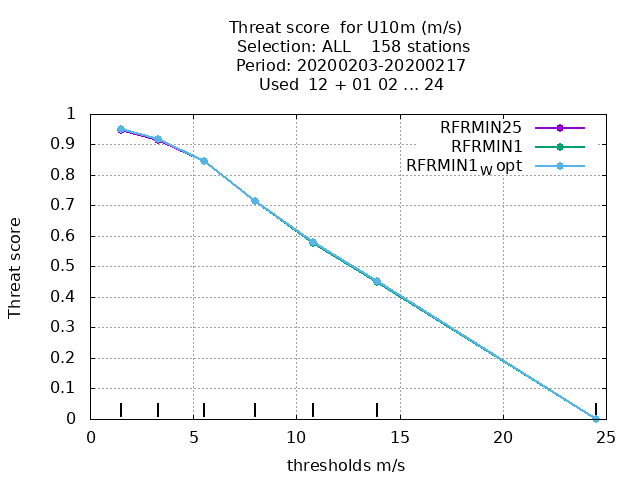 Threat score  for U10m (m/s)
Selection: ALL    158 stations
Period: 20200203-20200217
Used  12 + 01 02 ... 24
RFRMIN25
RFRMIN1
RFRMIN1w opt
Threat score
1
0.9
0.8
0.7
0.6
0.5
0.4
0.3
0.2
0.1
0
0 5 10 15 20 25
thresholds m/s